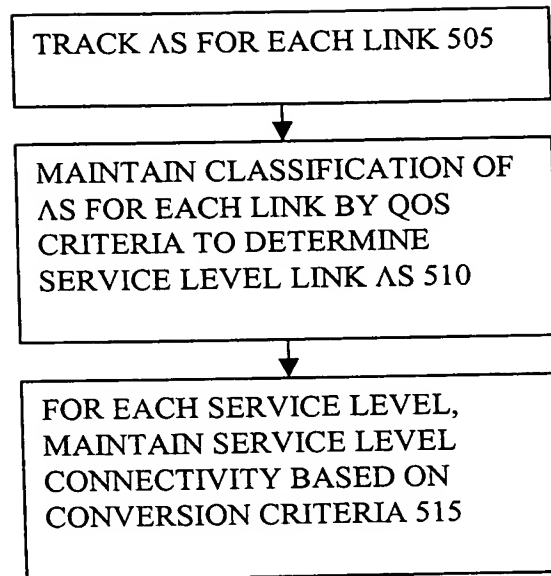 TRACK ΛS FOR EACH LINK 505
MAINTAIN CLASSIFICATION OF
ΛS FOR EACH LINK BY QOS
CRITERIA TO DETERMINE
SERVICE LEVEL LINK ΛS 510
FOR EACH SERVICE LEVEL,
MAINTAIN SERVICE LEVEL
CONNECTIVITY BASED ON
CONVERSION CRITERIA 515